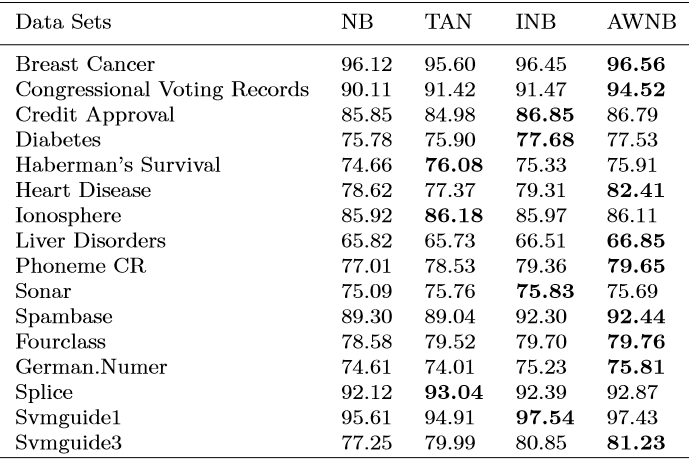 Data Sets NB TAN INB AWNB
Breast Cancer 96.12 95.60 96.45 96.56
Congressional Voting Records 90.11 91.42 91.47 94.52
Credit Approval 85.85 84.98 86.85 86.79
Diabetes 75.78 75.90 77.68 77.53
Haberman's Survival 74.66 76.08 75.33 75.91
Heart Disease 78.62 77.37 79.31 82.41
Ionosphere 85.92 86.18 85.97 86.11
Liver Disorders 65.82 65.73 66.51 66.85
Phoneme CR 77.01 78.53 79.36 79.65
Sonar 75.09 75.76 75.83 75.69
Spambase 89.30 89.04 92.30 92.44
Fourclass 78.58 79.52 79.70 79.76
German.Numer 74.61 74.01 75.23 75.81
Splice 92.12 93.04 92.39 92.87
Svmguide1 95.61 94.91 97.54 97.43
Svmguide3 77.25 79.99 80.85 81.23